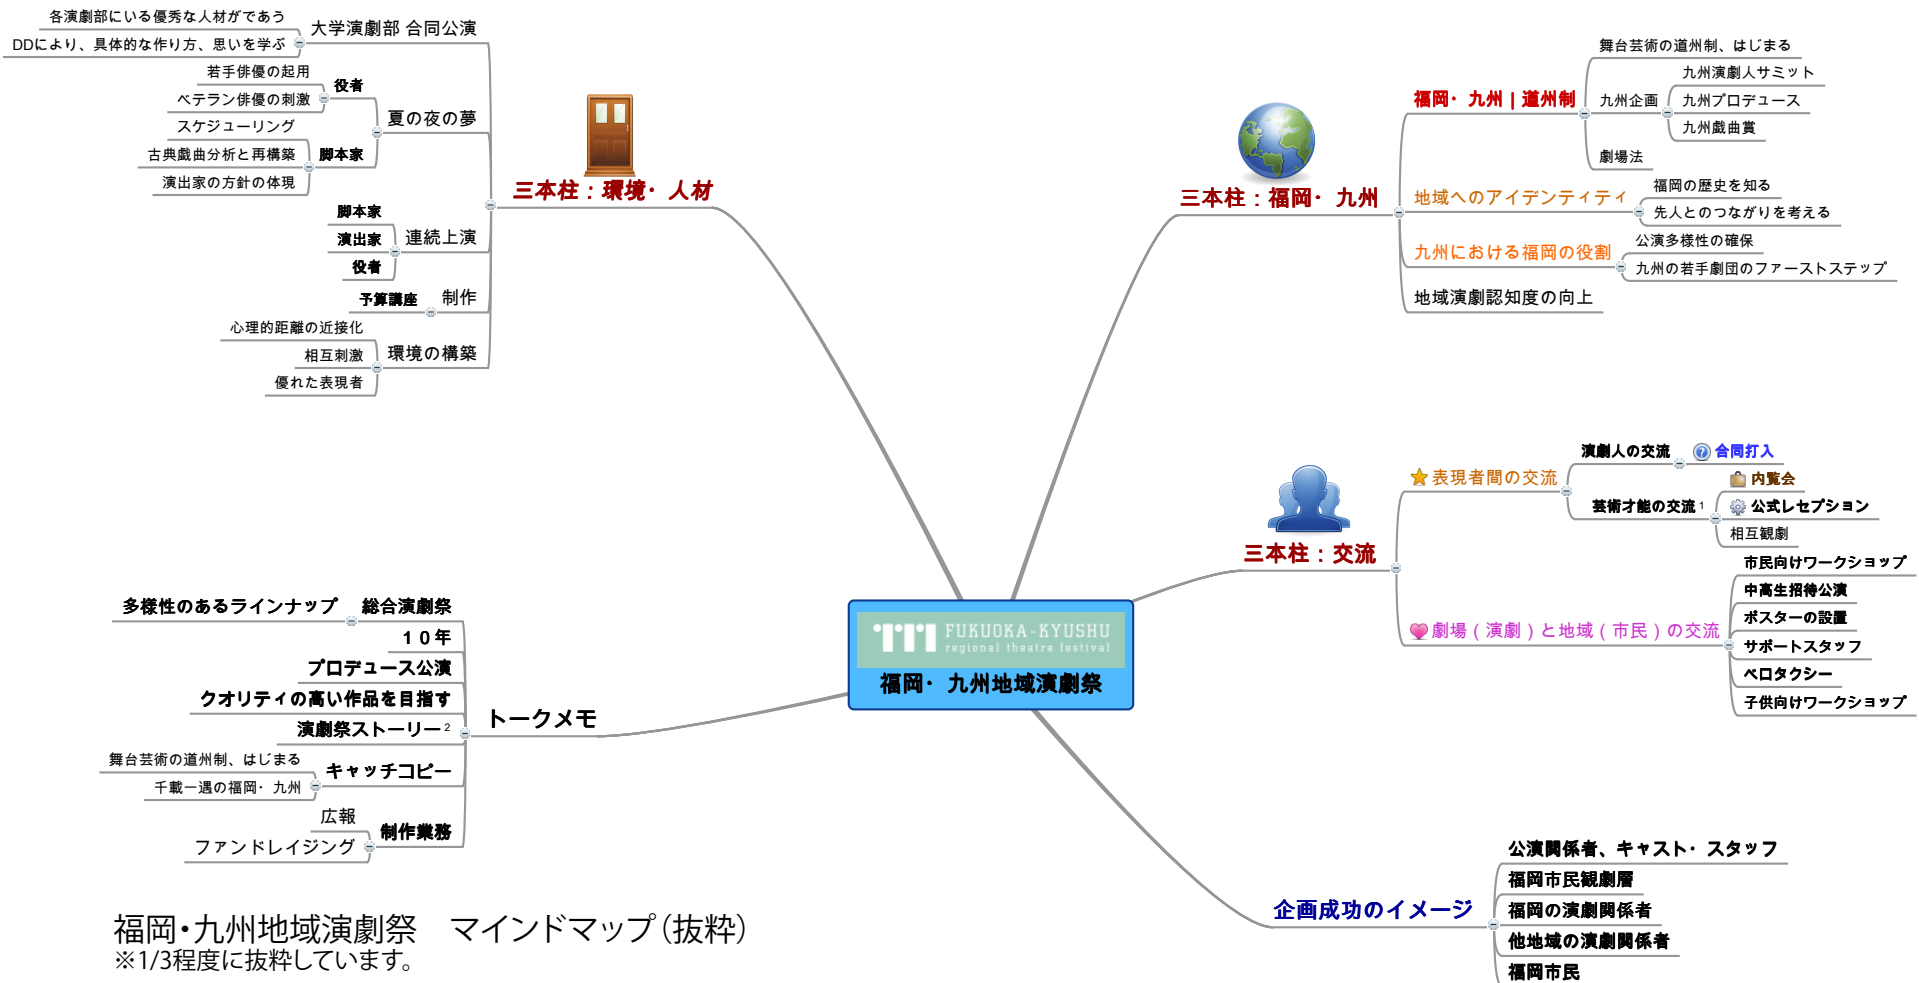 各演劇部にいる優秀な人材がであう
DDにより、具体的な作り方、思いを学ぶ
大学演劇部 合同公演
若手俳優の起用
ベテラン俳優の刺激
役者
スケジューリング
古典戯曲分析と再構築
演出家の方針の体現
脚本家
夏の夜の夢
脚本家
演出家
役者
連続上演
予算講座
制作
心理的距離の近接化
相互刺激
優れた表現者
環境の構築
三本柱：環境・人材
三本柱：福岡・九州
福岡・九州 | 道州制
舞台芸術の道州制、はじまる
九州企画
九州演劇人サミット
九州プロデュース
九州戯曲賞
劇場法
地域へのアイデンティティ
福岡の歴史を知る
先人とのつながりを考える
九州における福岡の役割
公演多様性の確保
九州の若手劇団のファーストステップ
地域演劇認知度の向上
三本柱：交流
表現者間の交流
演劇人の交流
合同打入
芸術才能の交流 1
内覧会
公式レセプション
相互観劇
劇場（演劇）と地域（市民）の交流
市民向けワークショップ
中高生招待公演
ポスターの設置
サポートスタッフ
ベロタクシー
子供向けワークショップ
FUKUOKA-KYUSHU
regional theatre festival
福岡・九州地域演劇祭
多様性のあるラインナップ
総合演劇祭
１０年
プロデュース公演
クオリティの高い作品を目指す
演劇祭ストーリー 2
舞台芸術の道州制、はじまる
千載一遇の福岡・九州
キャッチコピー
広報
ファンドレイジング
制作業務
トークメモ
企画成功のイメージ
公演関係者、キャスト・スタッフ
福岡市民観劇層
福岡の演劇関係者
他地域の演劇関係者
福岡市民
福岡・九州地域演劇祭　マインドマップ（抜粋）
※1/3程度に抜粋しています。